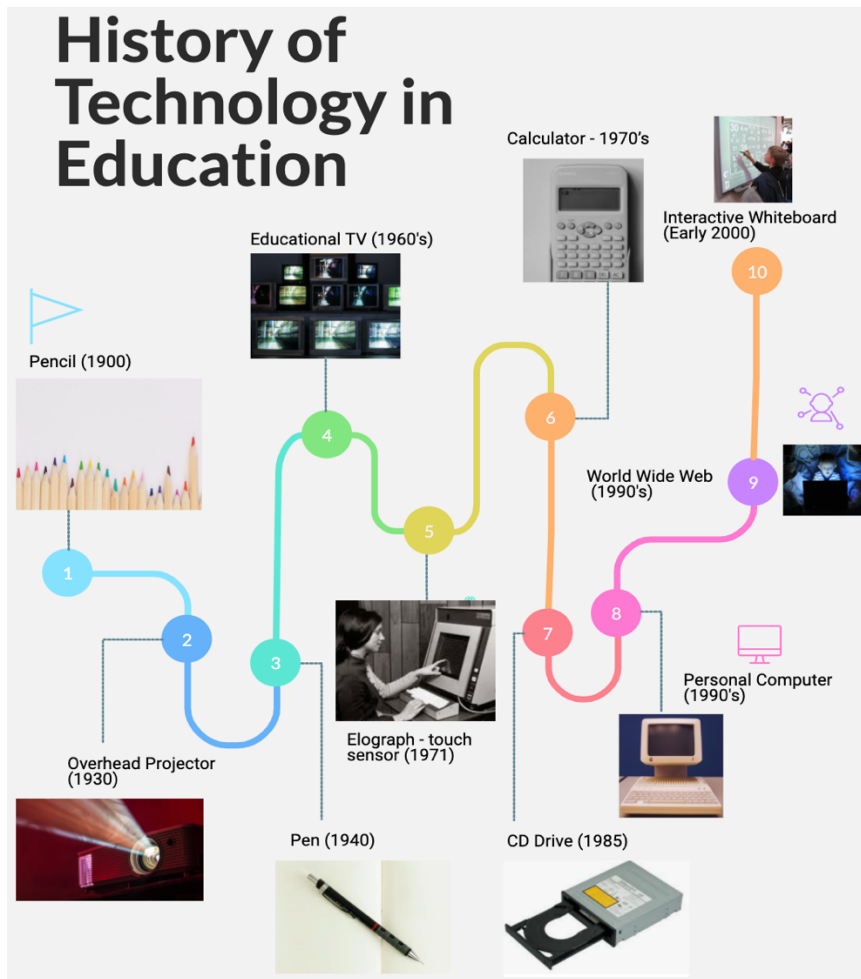 History of
Technology in
Education
Calculator - 1970's
Interactive Whiteboard
(Early 2000)
10
Educational TV (1960's)
Pencil (1900)
6
4
World Wide Web
(1990's)
9
5
1
8
7
2
3
Personal Computer
(1990's)
Elograph - touch
sensor (1971)
Overhead Projector
(1930)
Pen (1940)
CD Drive (1985)